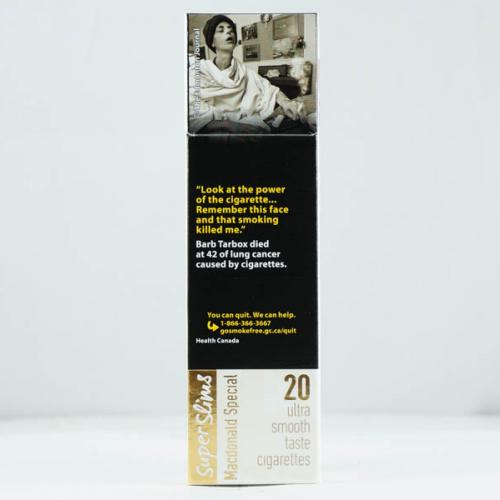 Edmonton Journal
"Look at the power
of the cigarette...
Remember this face
and that smoking
killed me."
Barb Tarbox died
at 42 of lung cancer
caused by cigarettes.
You can quit. We can help.
1-866-366-3667
gosmokefree.gc.ca/quit
Health Canada
Super Slims
Macdonald Special
20
ultra
smooth
taste
cigarettes